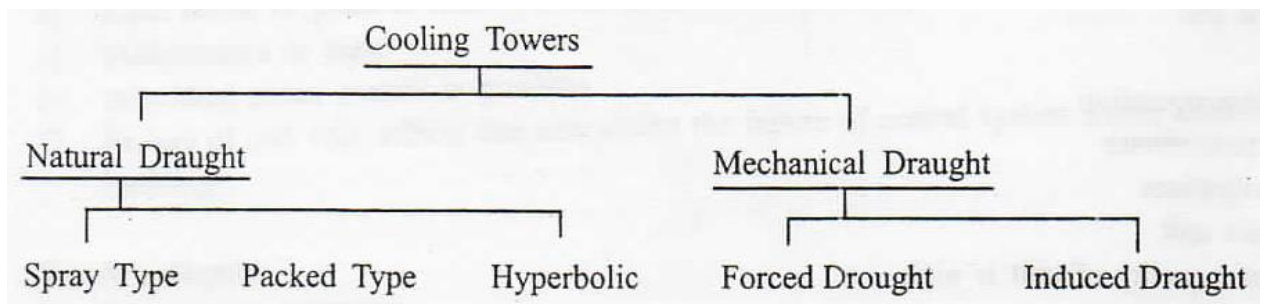 Cooling Towers
Natural Draught
Mechanical Draught
Spray Type Packed Type Hyperbolic Forced Drought Induced Draught